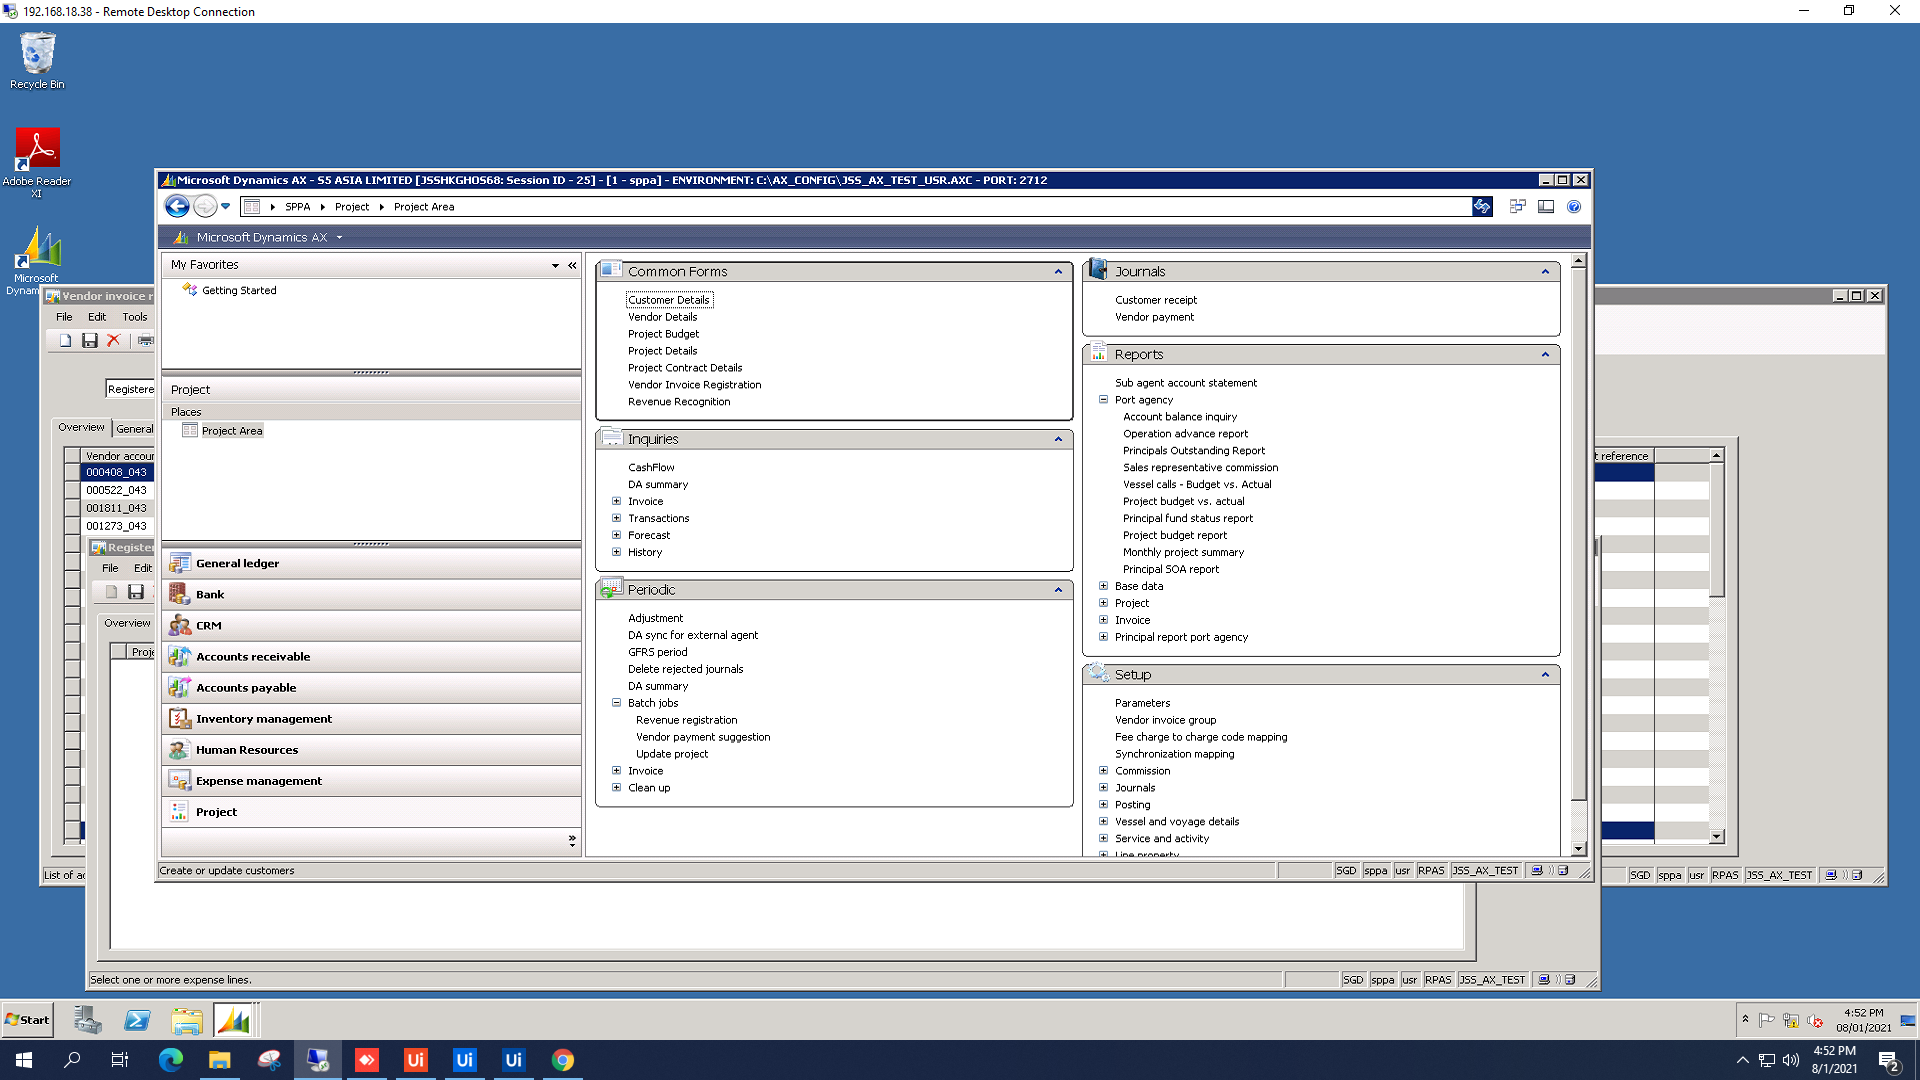 192.168.18.38 - Remote Desktop Connection
Recycle Bin
Adobe Reader
XI
Microsoft
Dynam
Microsoft Dynamics AX - S5 ASIA LIMITED [JSSHKGHOS68: Session ID - 25] - [1 - sppa] - ENVIRONMENT: C:\AX_CONFIG\JSS_AX_TEST_USR.AXC - PORT: 2712
SPPA Project Project Area
Microsoft Dynamics AX
My Favorites
Getting Started
Project
Places
Project Area
General ledger
Bank
CRM
Accounts receivable
Accounts payable
Inventory management
Human Resources
Expense management
Project
Common Forms
Customer Details
Vendor Details
Project Budget
Project Details
Project Contract Details
Vendor Invoice Registration
Revenue Recognition
Inquiries
CashFlow
DA summary
Invoice
Transactions
Forecast
History
Periodic
Adjustment
DA sync for external agent
GFRS period
Delete rejected journals
DA summary
Batch jobs
Revenue registration
Vendor payment suggestion
Update project
Invoice
Clean up
Journals
Customer receipt
Vendor payment
Reports
Sub agent account statement
Port agency
Account balance inquiry
Operation advance report
Principals Outstanding Report
Sales representative commission
Vessel calls - Budget vs. Actual
Project budget vs. actual
Principal fund status report
Project budget report
Monthly project summary
Principal SOA report
Base data
Project
Invoice
Principal report port agency
Setup
Parameters
Vendor invoice group
Fee charge to charge code mapping
Synchronization mapping
Commission
Journals
Posting
Vessel and voyage details
Service and activity
Line property
Create or update customers
SGD sppa usr RPAS JSS_AX_TEST
Vendor invoice r
File Edit Tools
Registere
Overview General
Vendor accour
000408_043
000522_043
001811_043
001273_043
t reference
List of ac
SGD sppa usr RPAS JSS_AX_TEST
Register
File Edit
Overview
Proje
Select one or more expense lines.
SGD sppa usr RPAS JSS_AX_TEST
Start
4:52 PM
08/01/2021
Ui
Ui
Ui
4:52 PM
8/1/2021
2